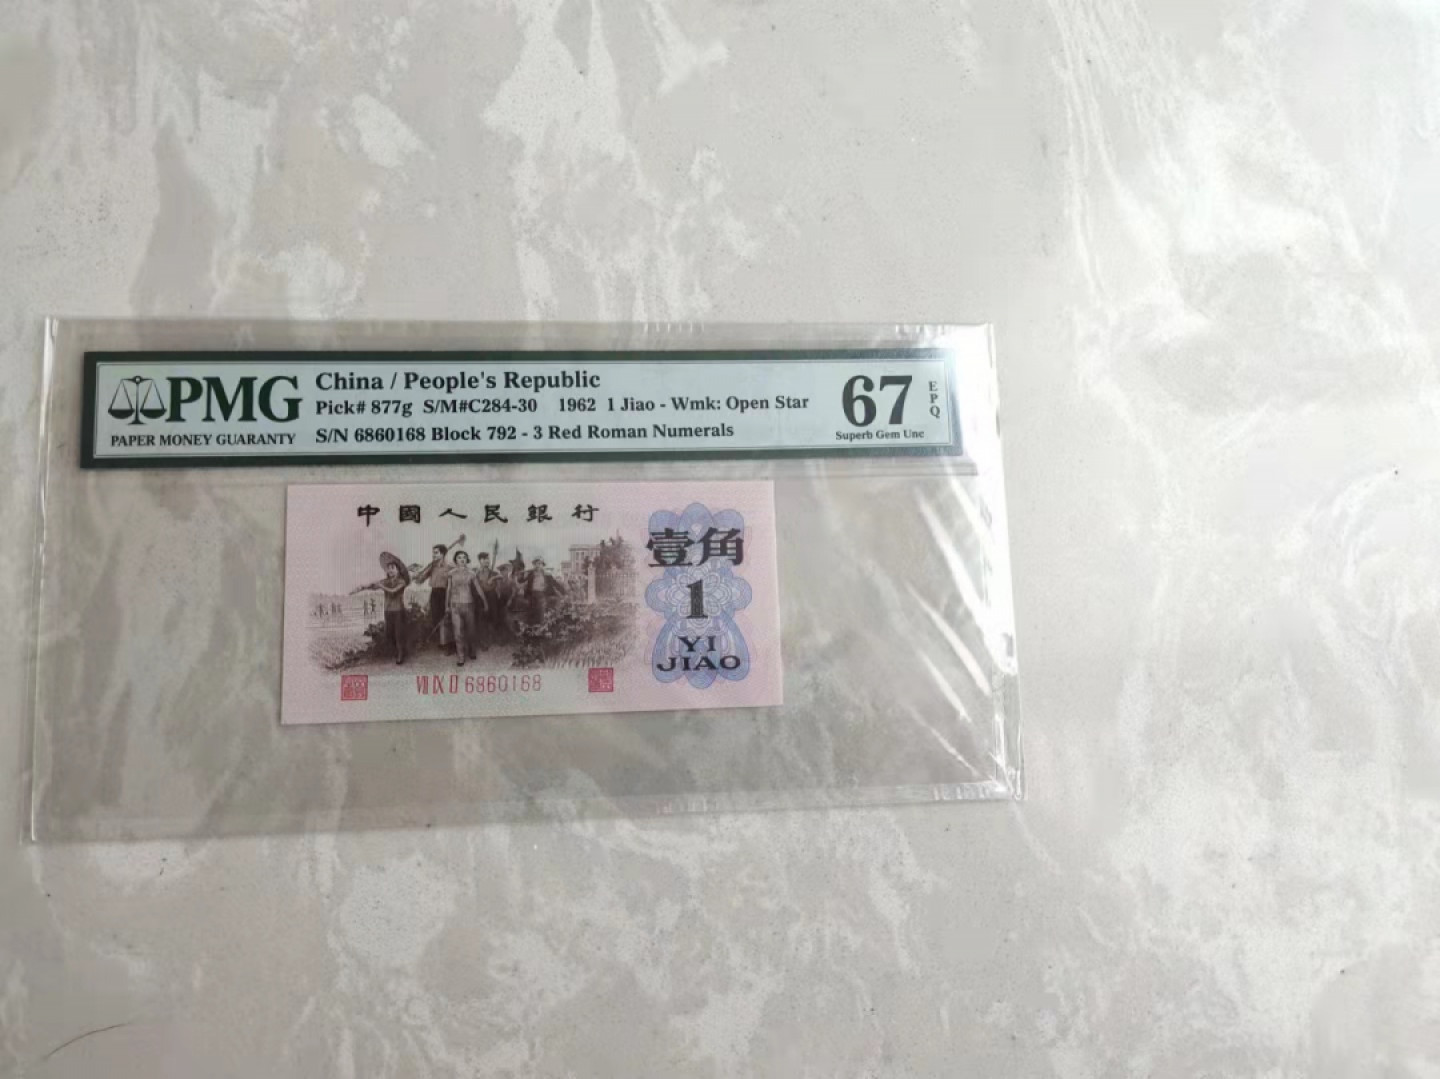 PMG
PAPER MONEY GUARANTY
China / People's Republic
Pick# 877g S/M#C284-30 1962 1 Jiao - Wmk: Open Star
S/N 6860168 Block 792 - 3 Red Roman Numerals
67
EPQ
Superb Gem Unc
中國人民銀行
壹角
1
YI
JIAO
VII IX II 6860168